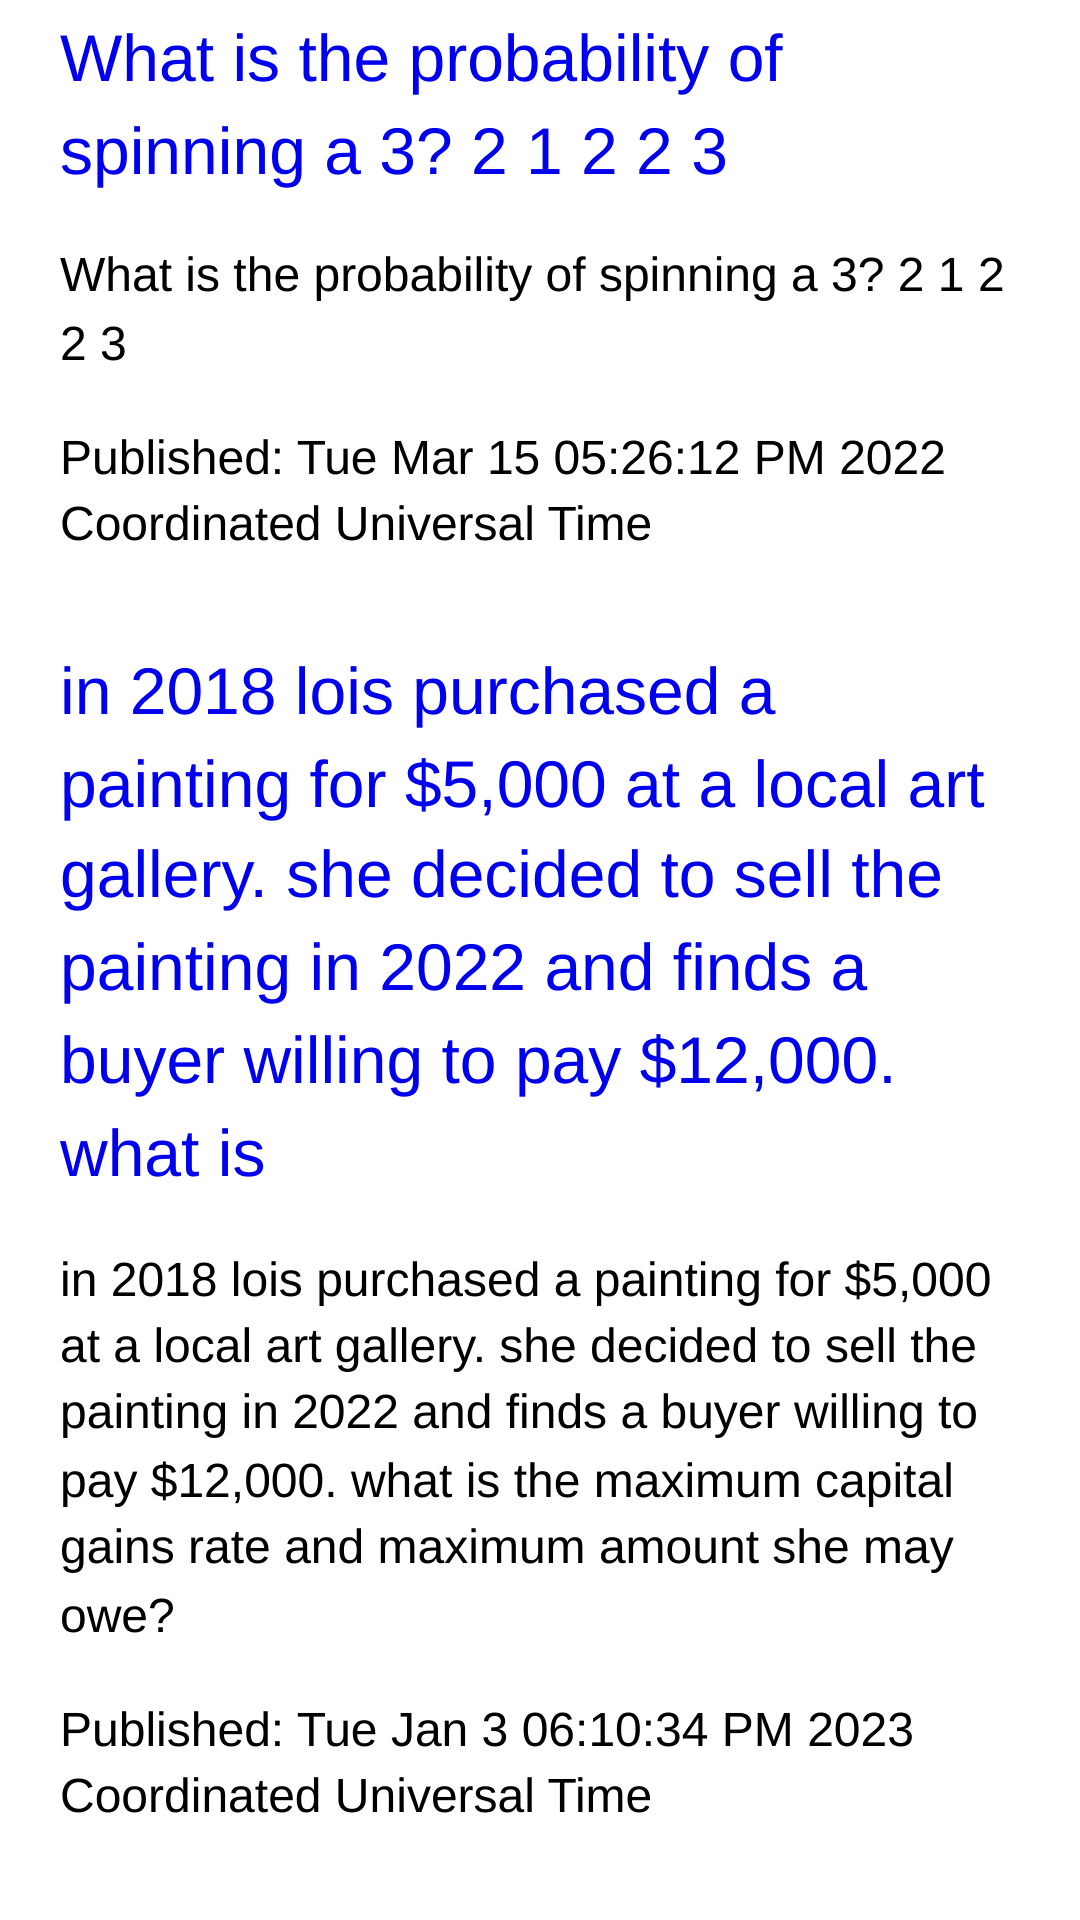 What is the probability of
spinning a 3? 2 1 2 2 3
What is the probability of spinning a 3? 2 1 2
2 3
Published: Tue Mar 15 05:26:12 PM 2022
Coordinated Universal Time
in 2018 lois purchased a
painting for $5,000 at a local art
gallery. she decided to sell the
painting in 2022 and finds a
buyer willing to pay $12,000.
what is
in 2018 lois purchased a painting for $5,000
at a local art gallery. she decided to sell the
painting in 2022 and finds a buyer willing to
pay $12,000. what is the maximum capital
gains rate and maximum amount she may
owe?
Published: Tue Jan 3 06:10:34 PM 2023
Coordinated Universal Time